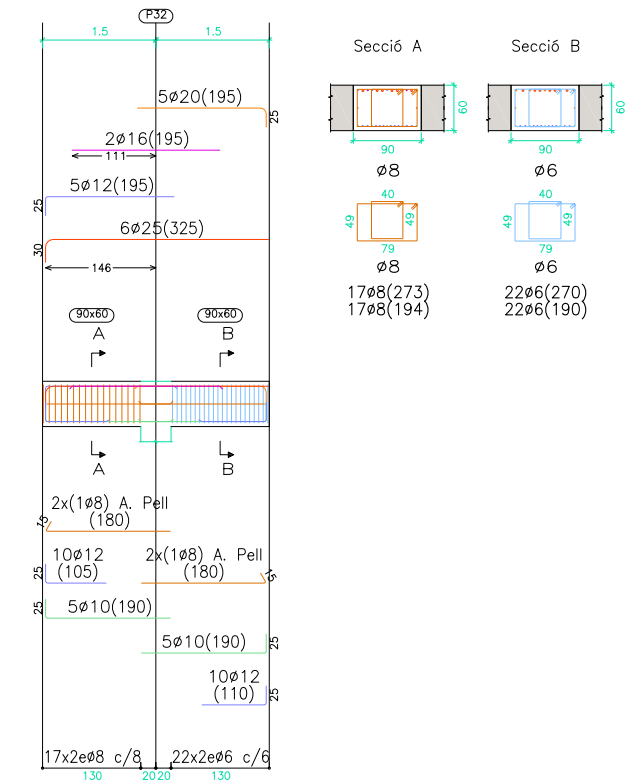 P32
1.5 1.5
Secció A Secció B
5ø20(195)
25
60 60
2ø16(195)
111
90 90
ø8 ø6
5ø12(195)
25
40 40
49 49 49 49
6ø25(325)
30
79 79
ø8 ø6
146
17ø8(273) 22ø6(270)
17ø8(194) 22ø6(190)
90x60 90x60
A B
A B
2x(1ø8) A. Pell
(180)
15
10ø12
(105)
25
2x(1ø8) A. Pell
(180)
15
5ø10(190)
25
5ø10(190)
25
10ø12
(110)
25
17x2eø8 c/8 22x2eø6 c/6
130 20 20 130